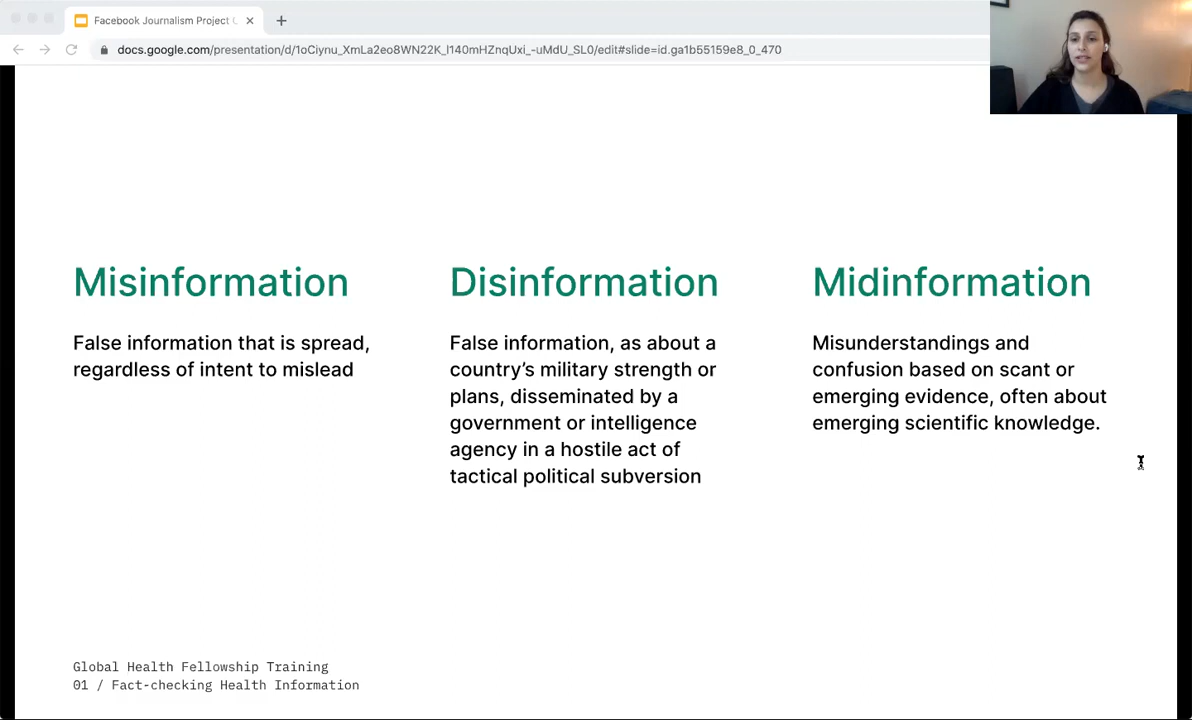 Facebook Journalism Project
docs.google.com/presentation/d/1oCiynu_XmLa2eo8WN22K_l140mHZnqUxi_-uMdU_SL0/edit#slide=id.ga1b55159e8_0_470
Misinformation
False information that is spread,
regardless of intent to mislead
Disinformation
False information, as about a
country’s military strength or
plans, disseminated by a
government or intelligence
agency in a hostile act of
tactical political subversion
Midinformation
Misunderstandings and
confusion based on scant or
emerging evidence, often about
emerging scientific knowledge.
Global Health Fellowship Training
01 / Fact-checking Health Information